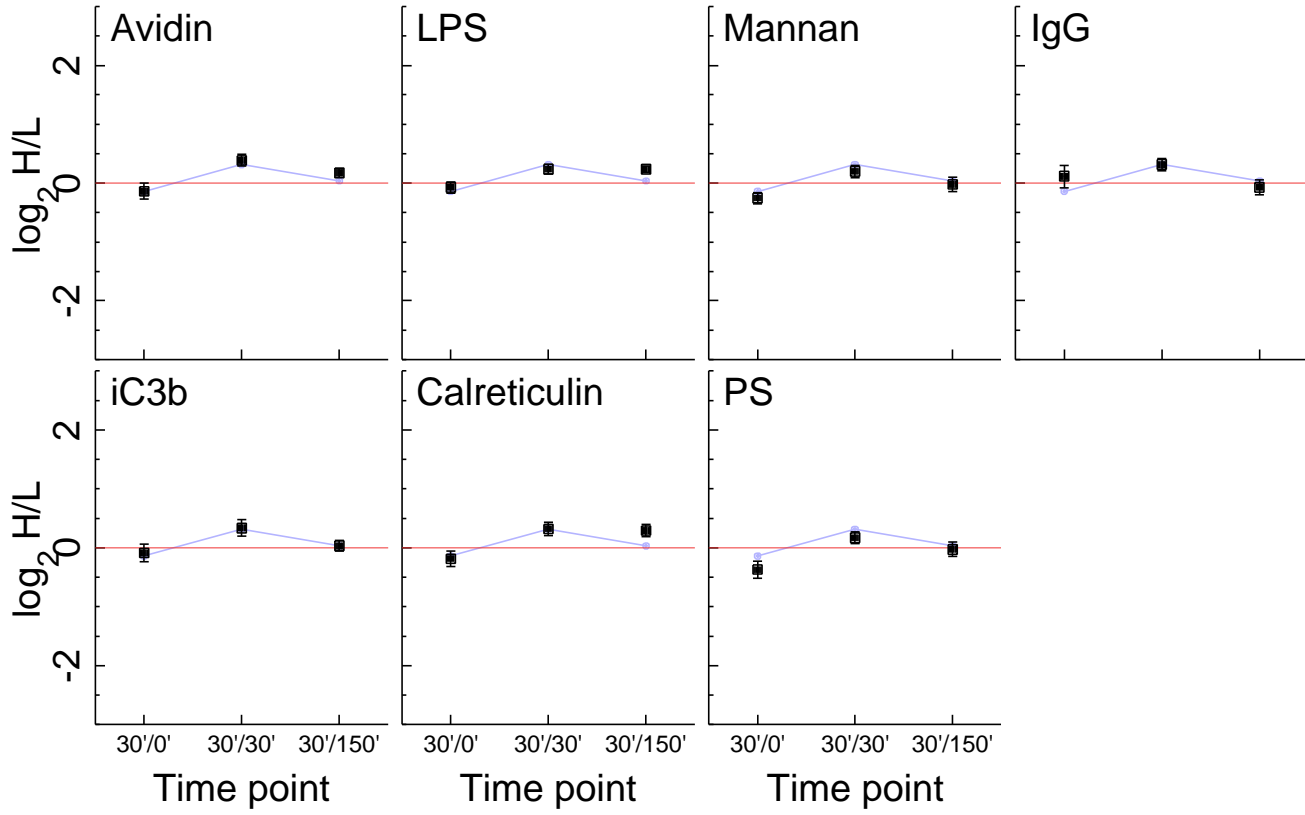 Avidin
LPS
Mannan
IgG
2
0
-2
log2 H/L
iC3b
Calreticulin
PS
2
0
-2
log2 H/L
30'/0' 30'/30' 30'/150'
30'/0' 30'/30' 30'/150'
30'/0' 30'/30' 30'/150'
Time point
Time point
Time point